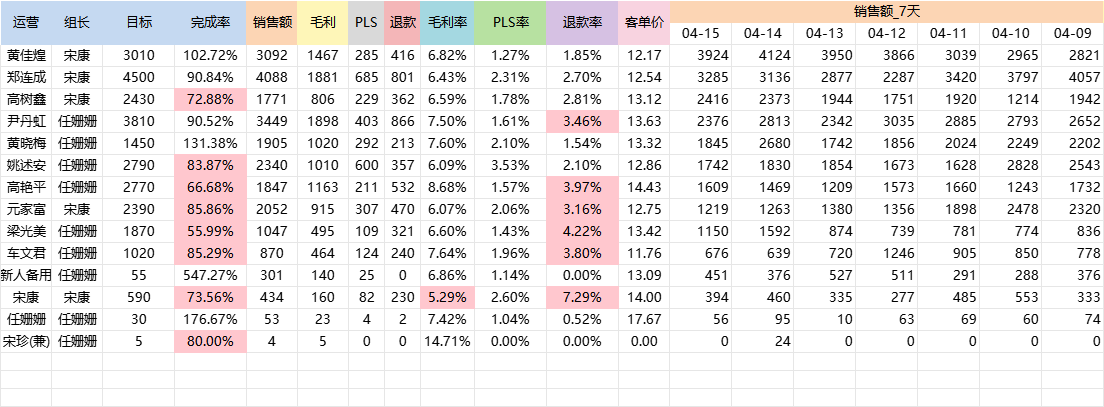 运营 组长 目标 完成率 销售额 毛利 PLS 退款 毛利率 PLS率 退款率 客单价 销售额_7天
04-15 04-14 04-13 04-12 04-11 04-10 04-09
黄佳煌 宋康 3010 102.72% 3092 1467 285 416 6.82% 1.27% 1.85% 12.17 3924 4124 3950 3866 3039 2965 2821
郑连成 宋康 4500 90.84% 4088 1881 685 801 6.43% 2.31% 2.70% 12.54 3285 3136 2877 2287 3420 3797 4057
高树鑫 宋康 2430 72.88% 1771 806 229 362 6.59% 1.78% 2.81% 13.12 2416 2373 1944 1751 1920 1214 1942
尹丹虹 任姗姗 3810 90.52% 3449 1898 403 866 7.50% 1.61% 3.46% 13.63 2376 2813 2342 3035 2885 2793 2652
黄晓梅 任姗姗 1450 131.38% 1905 1020 292 213 7.60% 2.10% 1.54% 13.32 1845 2680 1742 1856 2024 2249 2202
姚述安 任姗姗 2790 83.87% 2340 1010 600 357 6.09% 3.53% 2.10% 12.86 1742 1830 1854 1673 1628 2828 2543
高艳平 任姗姗 2770 66.68% 1847 1163 211 532 8.68% 1.57% 3.97% 14.43 1609 1469 1209 1573 1660 1243 1732
元家富 宋康 2390 85.86% 2052 915 307 470 6.07% 2.06% 3.16% 12.75 1219 1263 1380 1356 1898 2478 2320
梁光美 任姗姗 1870 55.99% 1047 495 109 321 6.60% 1.43% 4.22% 13.42 1150 1592 874 739 781 774 836
车文君 任姗姗 1020 85.29% 870 464 124 240 7.64% 1.96% 3.80% 11.76 676 639 720 1246 905 850 778
新人备用 任姗姗 55 547.27% 301 140 25 0 6.86% 1.14% 0.00% 13.09 451 376 527 511 291 288 376
宋康 宋康 590 73.56% 434 160 82 230 5.29% 2.60% 7.29% 14.00 394 460 335 277 485 553 333
任姗姗 任姗姗 30 176.67% 53 23 4 2 7.42% 1.04% 0.52% 17.67 56 95 10 63 69 60 74
宋珍(兼) 任姗姗 5 80.00% 4 5 0 0 14.71% 0.00% 0.00% 0.00 0 24 0 0 0 0 0